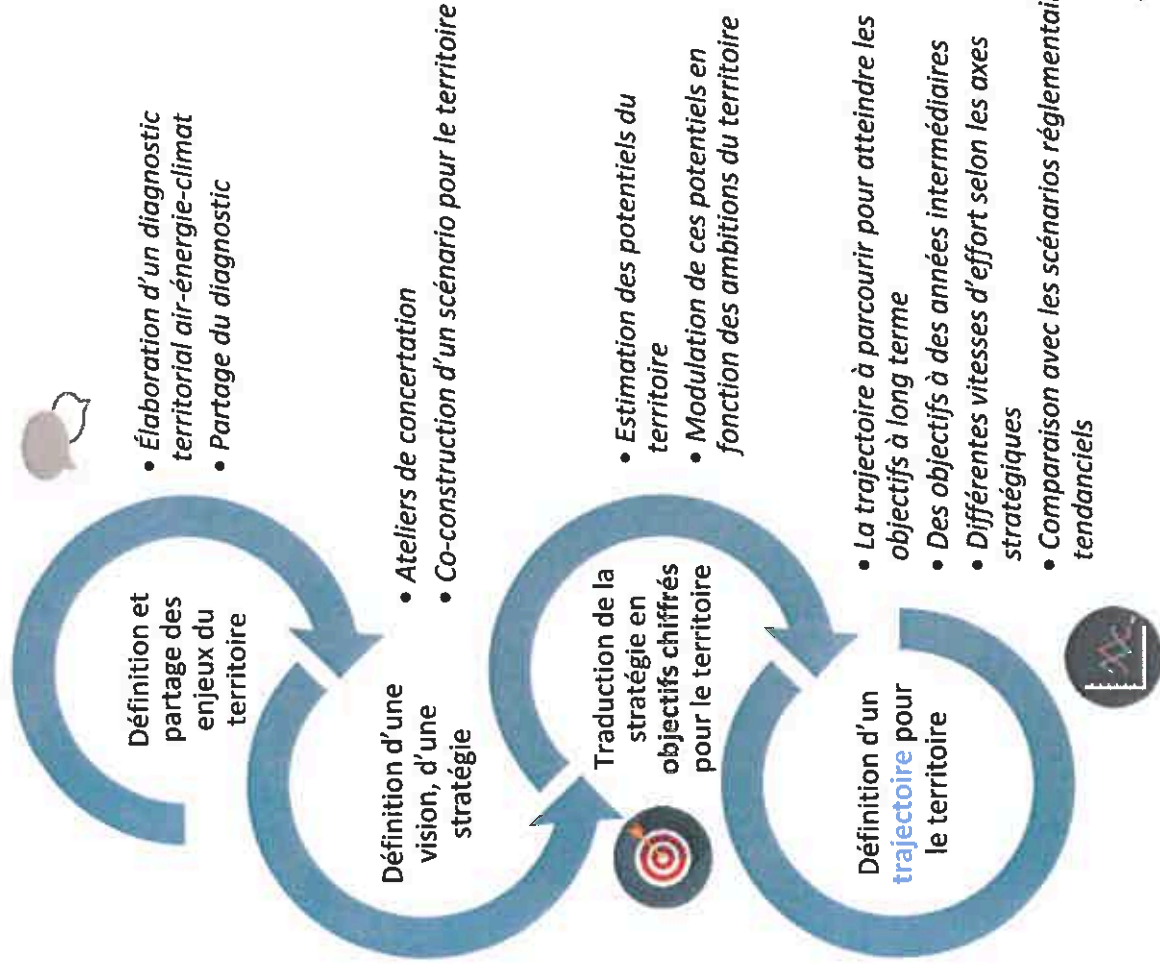 Définition et
partage des
enjeux du
territoire
• Élaboration d'un diagnostic
territorial air-énergie-climat
• Partage du diagnostic
Définition d'une
vision, d'une
stratégie
• Ateliers de concertation
• Co-construction d'un scénario pour le territoire
Traduction de la
stratégie en
objectifs chiffrés
pour le territoire
• Estimation des potentiels du
territoire
• Modulation de ces potentiels en
fonction des ambitions du territoire
Définition d'un
trajectoire pour
le territoire
• La trajectoire à parcourir pour atteindre les
objectifs à long terme
• Des objectifs à des années intermédiaires
• Différentes vitesses d'effort selon les axes
stratégiques
• Comparaison avec les scénarios
tendanciels